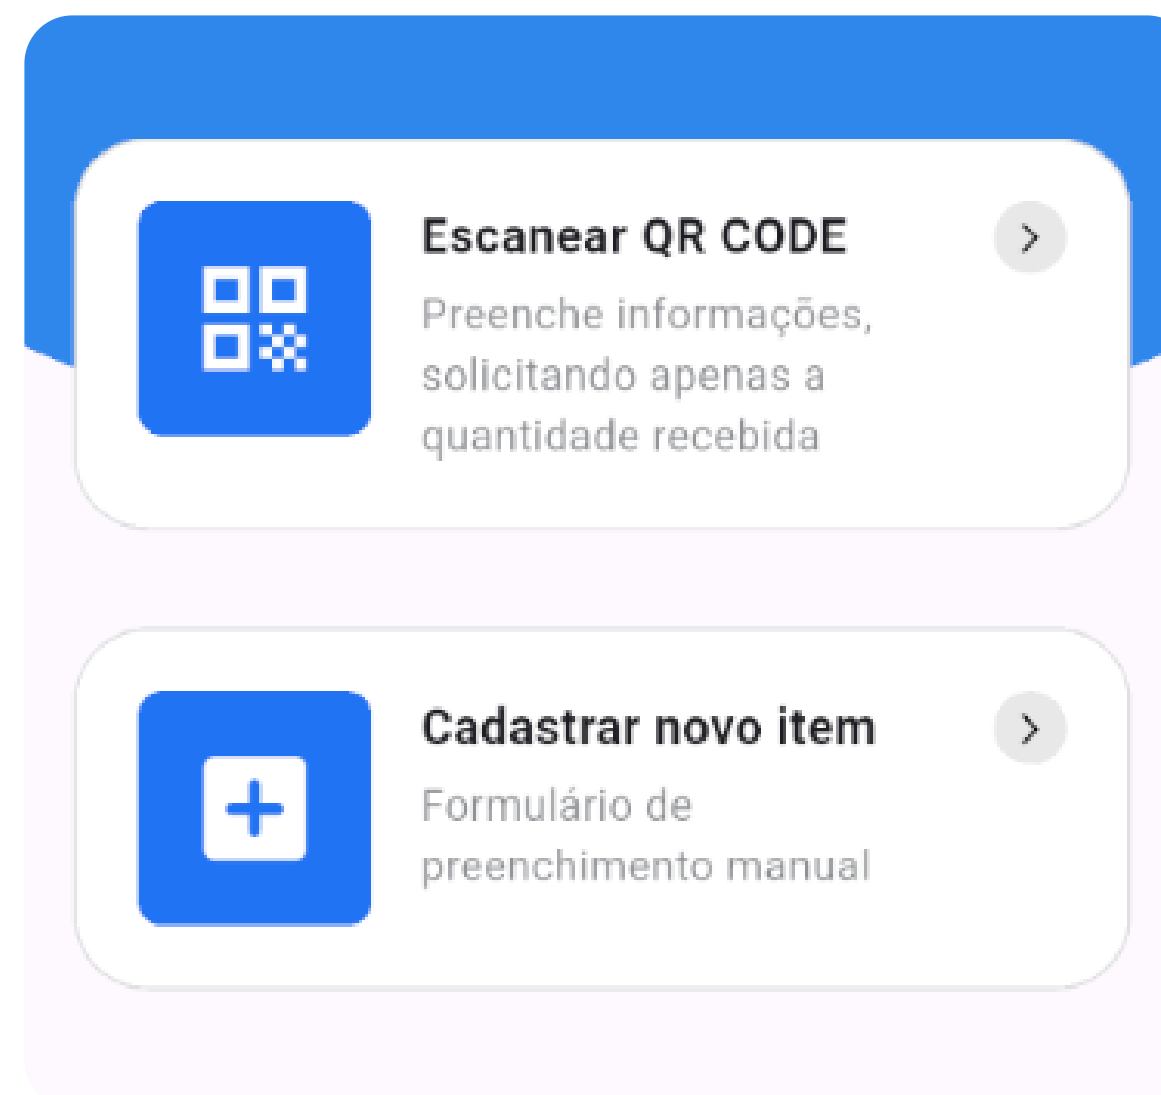 Escanear QR CODE
Preenche informações,
solicitando apenas a
quantidade recebida
Cadastrar novo item
Formulário de
preenchimento manual